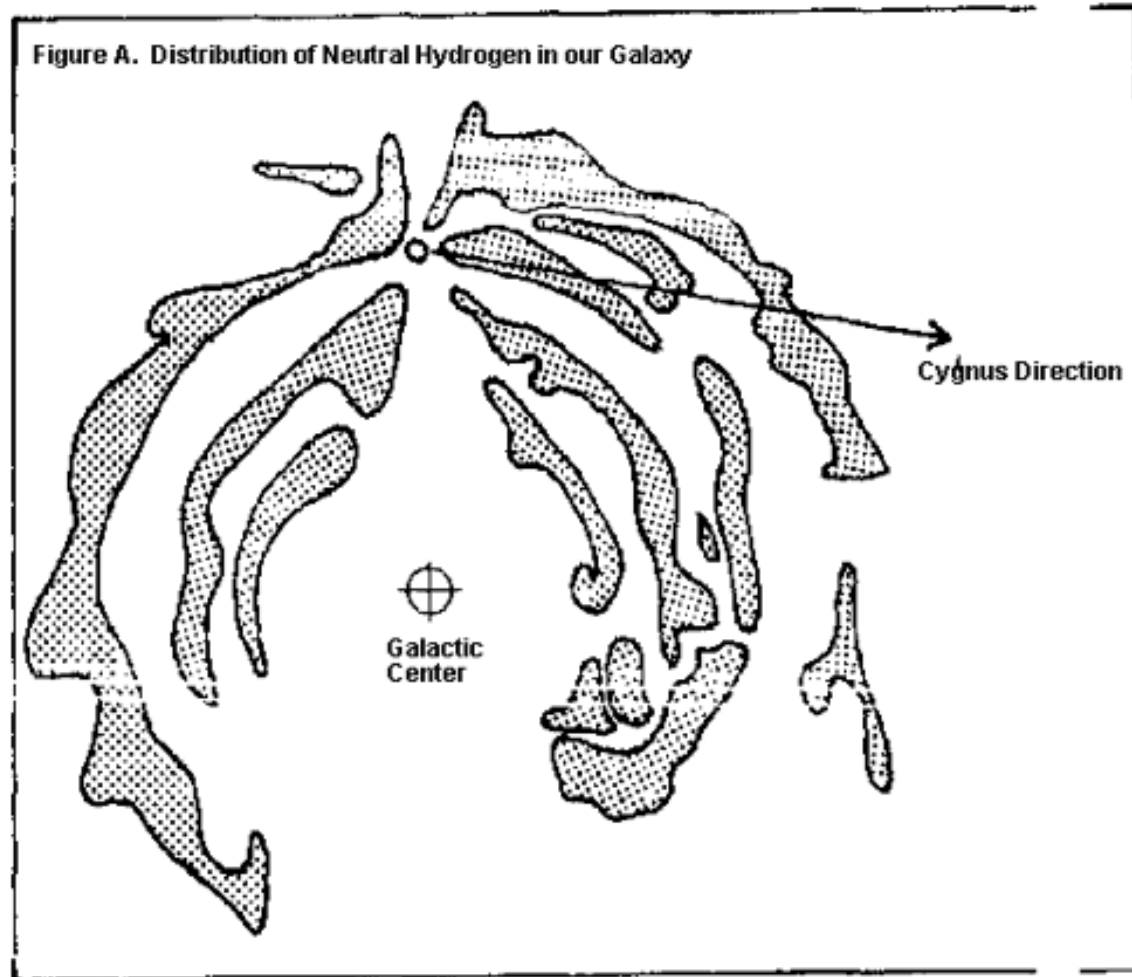 Figure A. Distribution of Neutral Hydrogen in our Galaxy
Cygnus Direction
Galactic
Center